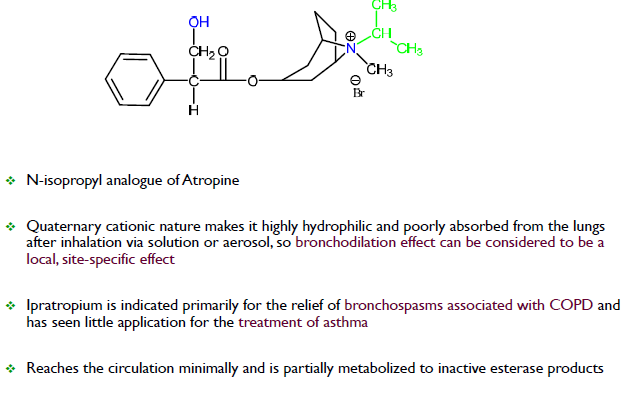 CH3
OH
CH
CH2 O
⊕
N
CH3
CH3
C
O
⊖
Br
H
❖ N-isopropyl analogue of Atropine
❖ Quaternary cationic nature makes it highly hydrophilic and poorly absorbed from the lungs
after inhalation via solution or aerosol, so bronchodilation effect can be considered to be a
local, site-specific effect
❖ Ipratropium is indicated primarily for the relief of bronchospasms associated with COPD and
has seen little application for the treatment of asthma
❖ Reaches the circulation minimally and is partially metabolized to inactive esterase products